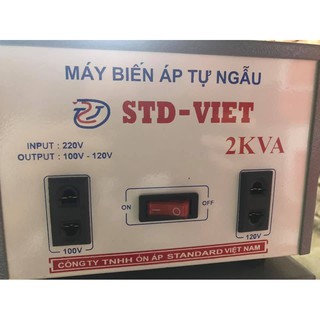 MÁY BIẾN ÁP TỰ NGẪU
STD-VIET
INPUT : 220V
OUTPUT : 100V - 120V
2KVA
ON
OFF
100V
120V
CÔNG TY TNHH ỔN ÁP STANDARD VIỆT NAM